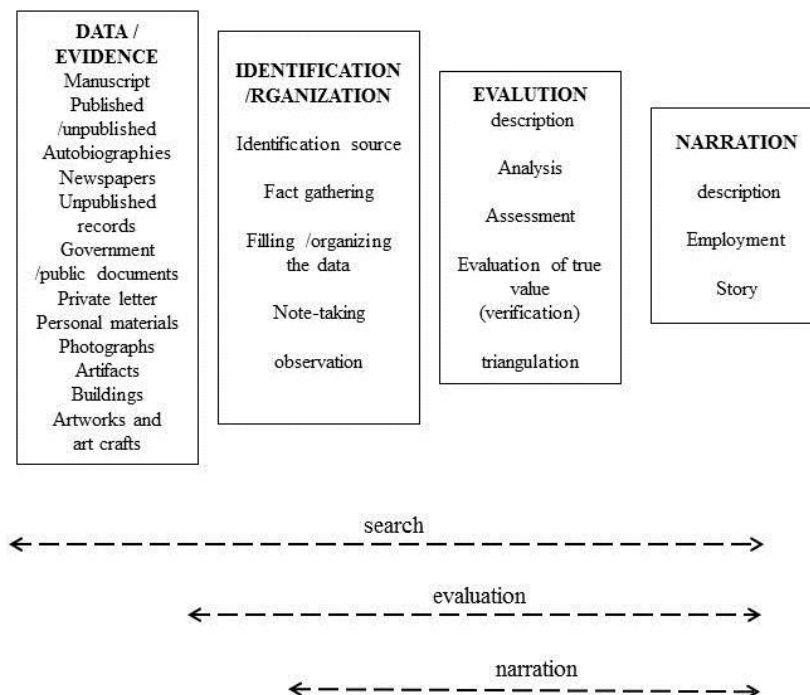 DATA /
EVIDENCE
Manuscript
Published
/unpublished
Autobiographies
Newspapers
Unpublished
records
Government
/public documents
Private letter
Personal materials
Photographs
Artifacts
Buildings
Artworks and
art crafts
IDENTIFICATION
/RGANIZATION
Identification source
Fact gathering
Filling /organizing
the data
Note-taking
observation
EVALUTION
description
Analysis
Assessment
Evaluation of true
value
(verification)
triangulation
NARRATION
description
Employment
Story
search
evaluation
narration